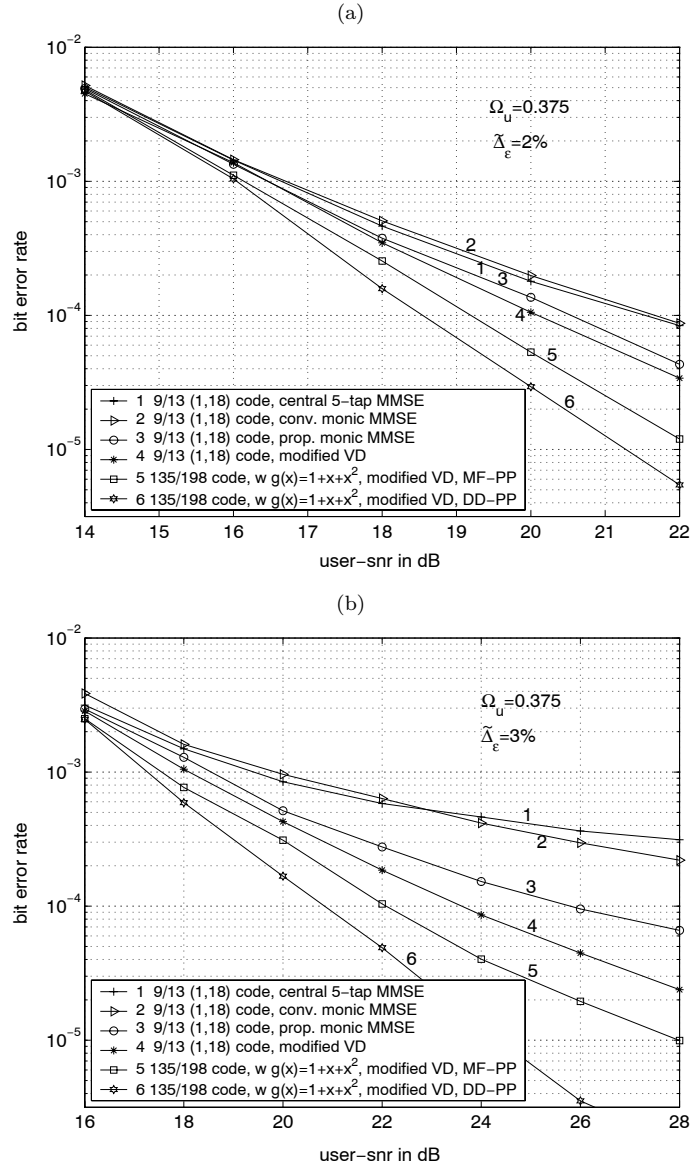 (a)
10⁻²
10⁻³
10⁻⁴
10⁻⁵
bit error rate
Ω_u=0.375
Δ̃_ε=2%
2
1
3
4
5
6
1 9/13 (1,18) code, central 5−tap MMSE
2 9/13 (1,18) code, conv. monic MMSE
3 9/13 (1,18) code, prop. monic MMSE
4 9/13 (1,18) code, modified VD
5 135/198 code, w g(x)=1+x+x², modified VD, MF−PP
6 135/198 code, w g(x)=1+x+x², modified VD, DD−PP
14 15 16 17 18 19 20 21 22
user−snr in dB
(b)
10⁻²
10⁻³
10⁻⁴
10⁻⁵
bit error rate
Ω_u=0.375
Δ̃_ε=3%
1
2
3
4
5
6
1 9/13 (1,18) code, central 5−tap MMSE
2 9/13 (1,18) code, conv. monic MMSE
3 9/13 (1,18) code, prop. monic MMSE
4 9/13 (1,18) code, modified VD
5 135/198 code, w g(x)=1+x+x², modified VD, MF−PP
6 135/198 code, w g(x)=1+x+x², modified VD, DD−PP
16 18 20 22 24 26 28
user−snr in dB